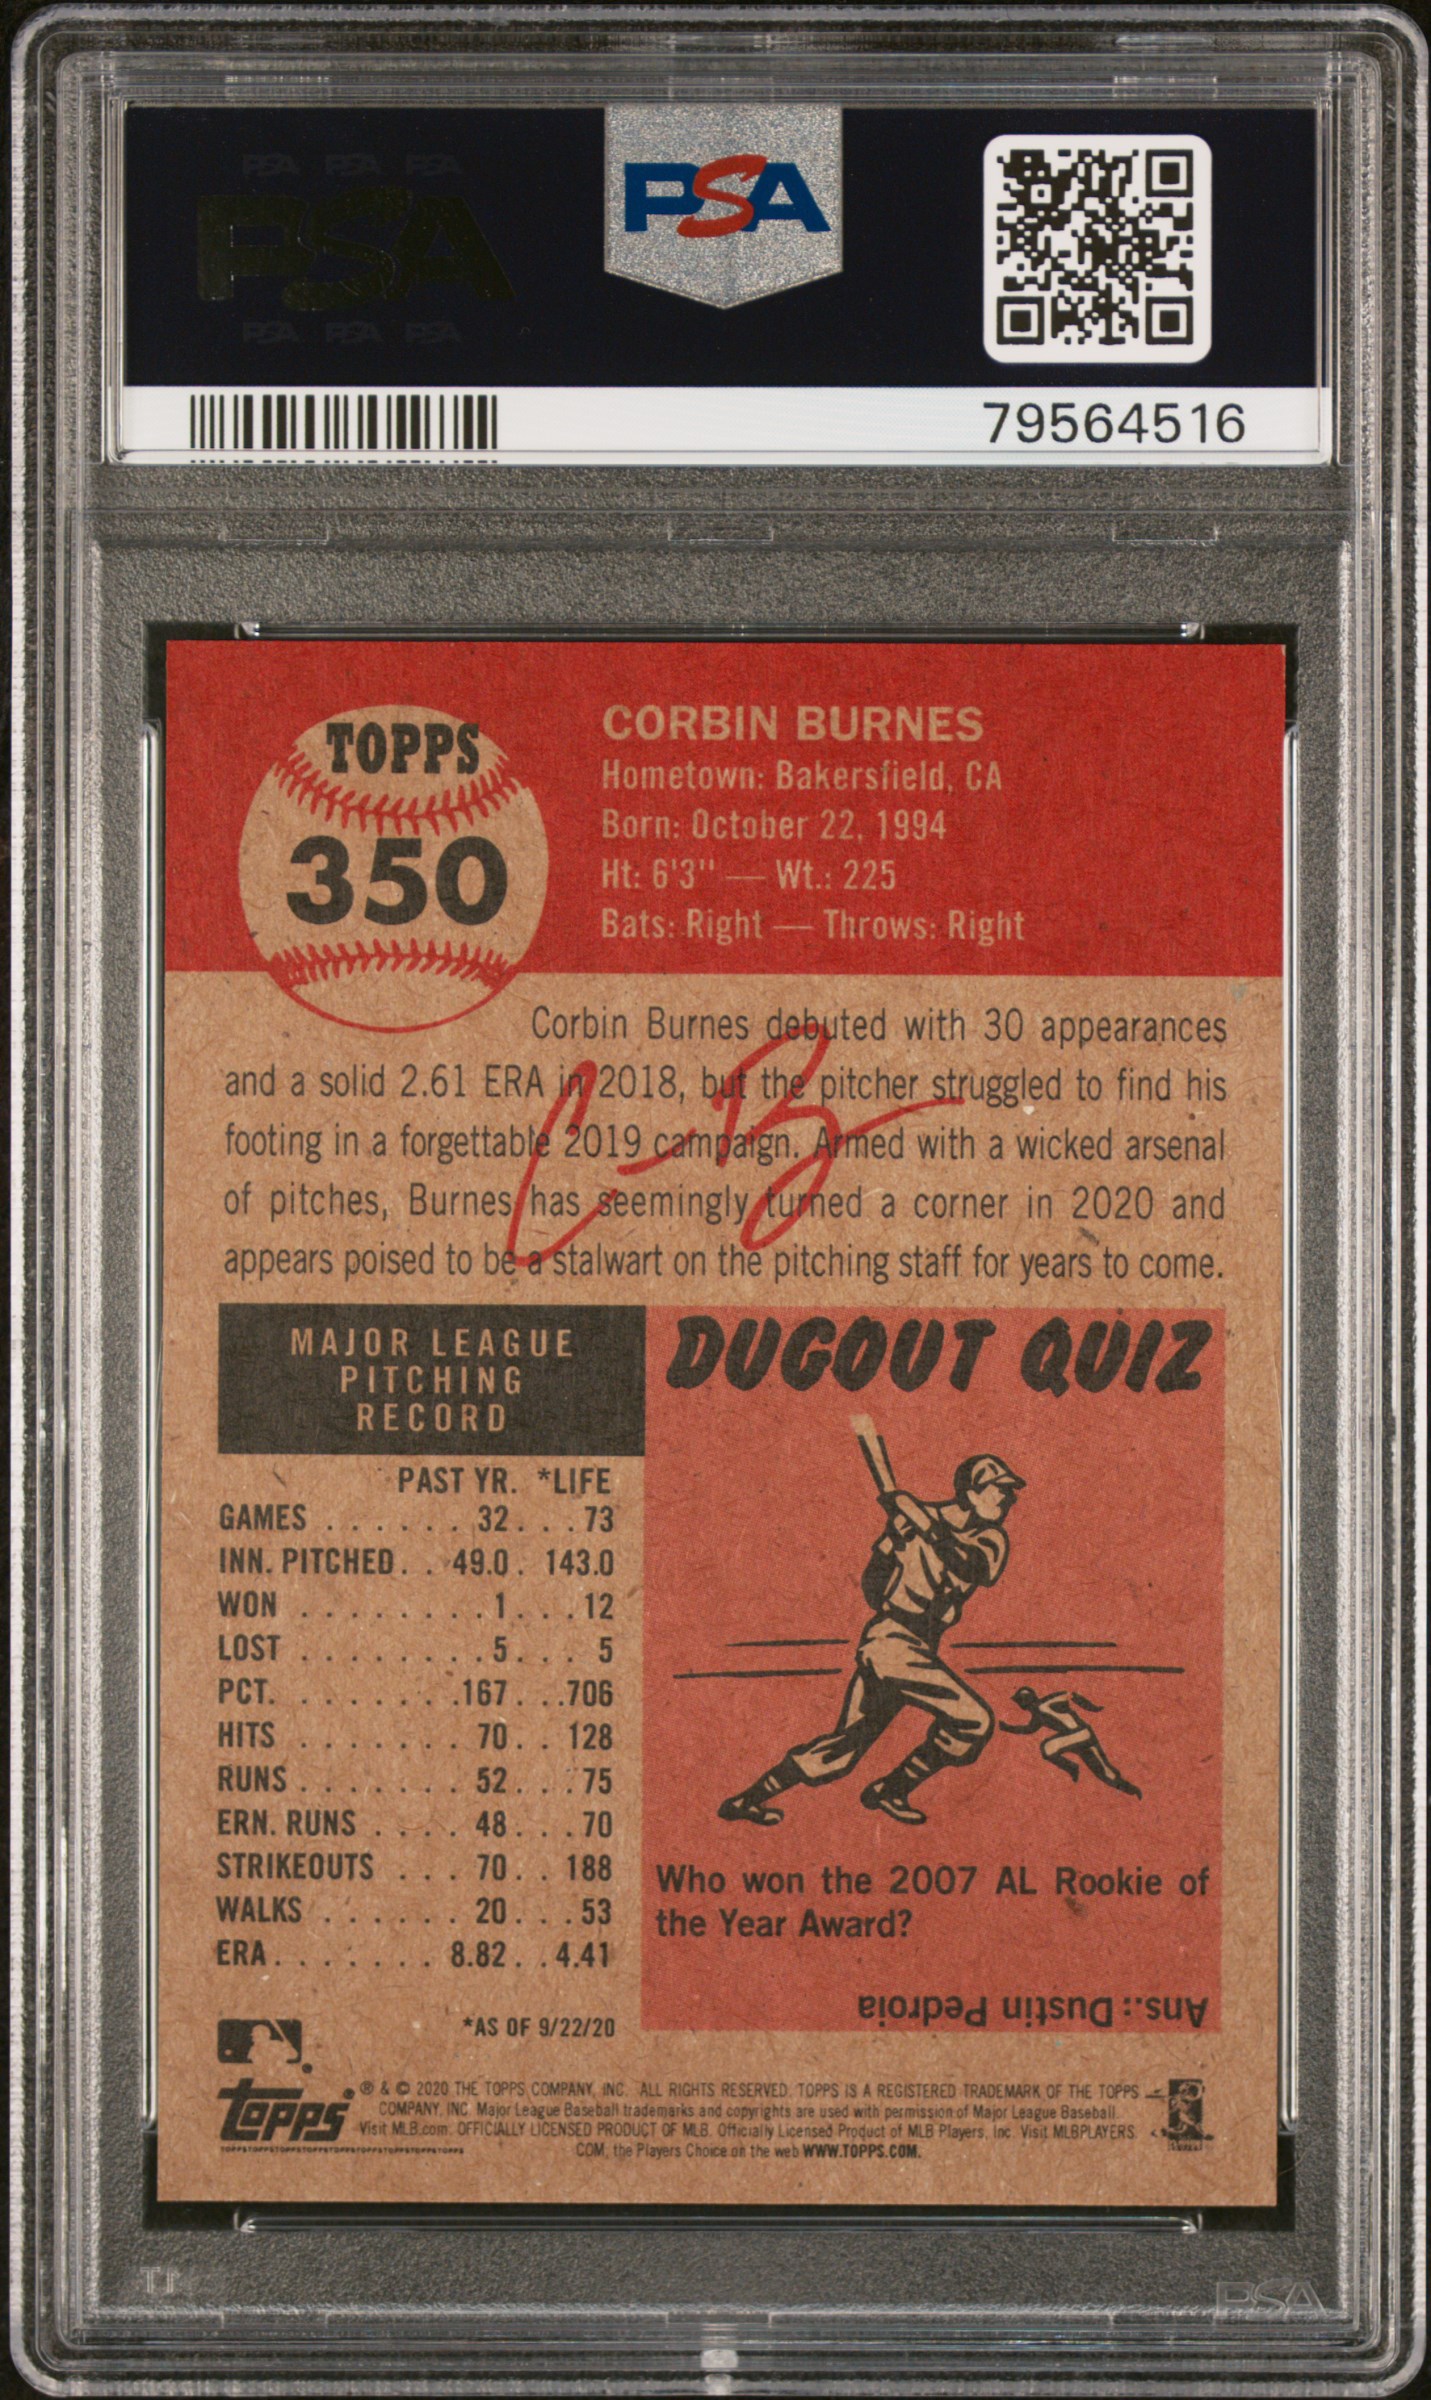 PSA PSA PSA
PSA
PSA PSA PSA
PSA
79564516
TOPPS
350
CORBIN BURNES
Hometown: Bakersfield, CA
Born: October 22, 1994
Ht: 6'3" — Wt.: 225
Bats: Right — Throws: Right
Corbin Burnes debuted with 30 appearances
and a solid 2.61 ERA in 2018, but the pitcher struggled to find his
footing in a forgettable 2019 campaign. Armed with a wicked arsenal
of pitches, Burnes has seemingly turned a corner in 2020 and
appears poised to be a stalwart on the pitching staff for years to come.
MAJOR LEAGUE
PITCHING
RECORD
PAST YR. *LIFE
GAMES . . . . . . 32. . . 73
INN. PITCHED. . 49.0. 143.0
WON . . . . . . . . 1. . . 12
LOST . . . . . . . . 5. . . 5
PCT. . . . . . . . .167. . .706
HITS . . . . . . . 70. . 128
RUNS. . . . . . . 52. . . 75
ERN. RUNS . . . . 48. . . 70
STRIKEOUTS . . . 70. . 188
WALKS . . . . . . 20. . . 53
ERA. . . . . . . 8.82. . 4.41
*AS OF 9/22/20
DUGOUT QUIZ
Who won the 2007 AL Rookie of
the Year Award?
Ans.: Dustin Pedroia
topps
® & © 2020 THE TOPPS COMPANY, INC. ALL RIGHTS RESERVED. TOPPS IS A REGISTERED TRADEMARK OF THE TOPPS
COMPANY, INC. Major League Baseball trademarks and copyrights are used with permission of Major League Baseball.
Visit MLB.com. OFFICIALLY LICENSED PRODUCT OF MLB. Officially Licensed Product of MLB Players, Inc. Visit MLBPLAYERS.
COM, the Players Choice on the web WWW.TOPPS.COM.
TOPPSTOPPSTOPPSTOPPSTOPPSTOPPSTOPPSTOPPSTOPPS
PSA